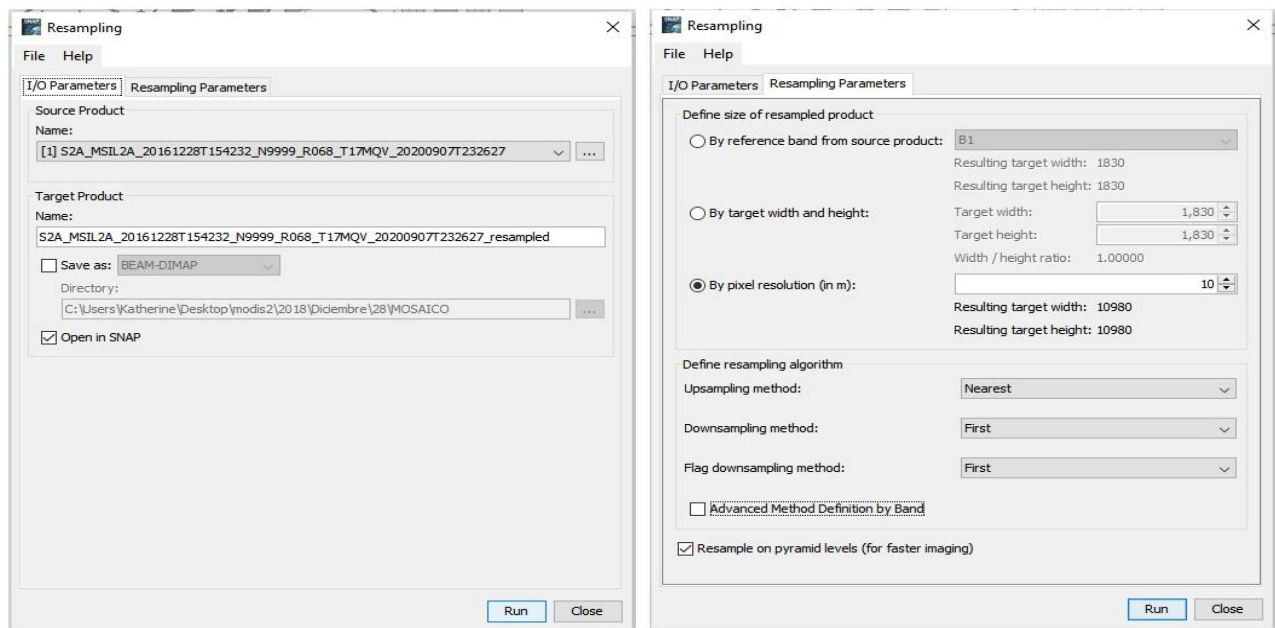 Resampling
File Help
I/O Parameters Resampling Parameters
Source Product
Name:
[1] S2A_MSIL2A_20161228T154232_N9999_R068_T17MQV_20200907T232627 ...
Target Product
Name:
S2A_MSIL2A_20161228T154232_N9999_R068_T17MQV_20200907T232627_resampled
Save as: BEAM-DIMAP
Directory:
C:\Users\Katherine\Desktop\modis2\2018\Diciembre\28\MOSAICO ...
Open in SNAP
Run Close
SNAP
Resampling
File Help
I/O Parameters Resampling Parameters
Define size of resampled product
By reference band from source product: B1
Resulting target width: 1830
Resulting target height: 1830
By target width and height: Target width: 1,830
Target height: 1,830
Width / height ratio: 1.00000
By pixel resolution (in m): 10
Resulting target width: 10980
Resulting target height: 10980
Define resampling algorithm
Upsampling method: Nearest
Downsampling method: First
Flag downsampling method: First
Advanced Method Definition by Band
Resample on pyramid levels (for faster imaging)
Run Close